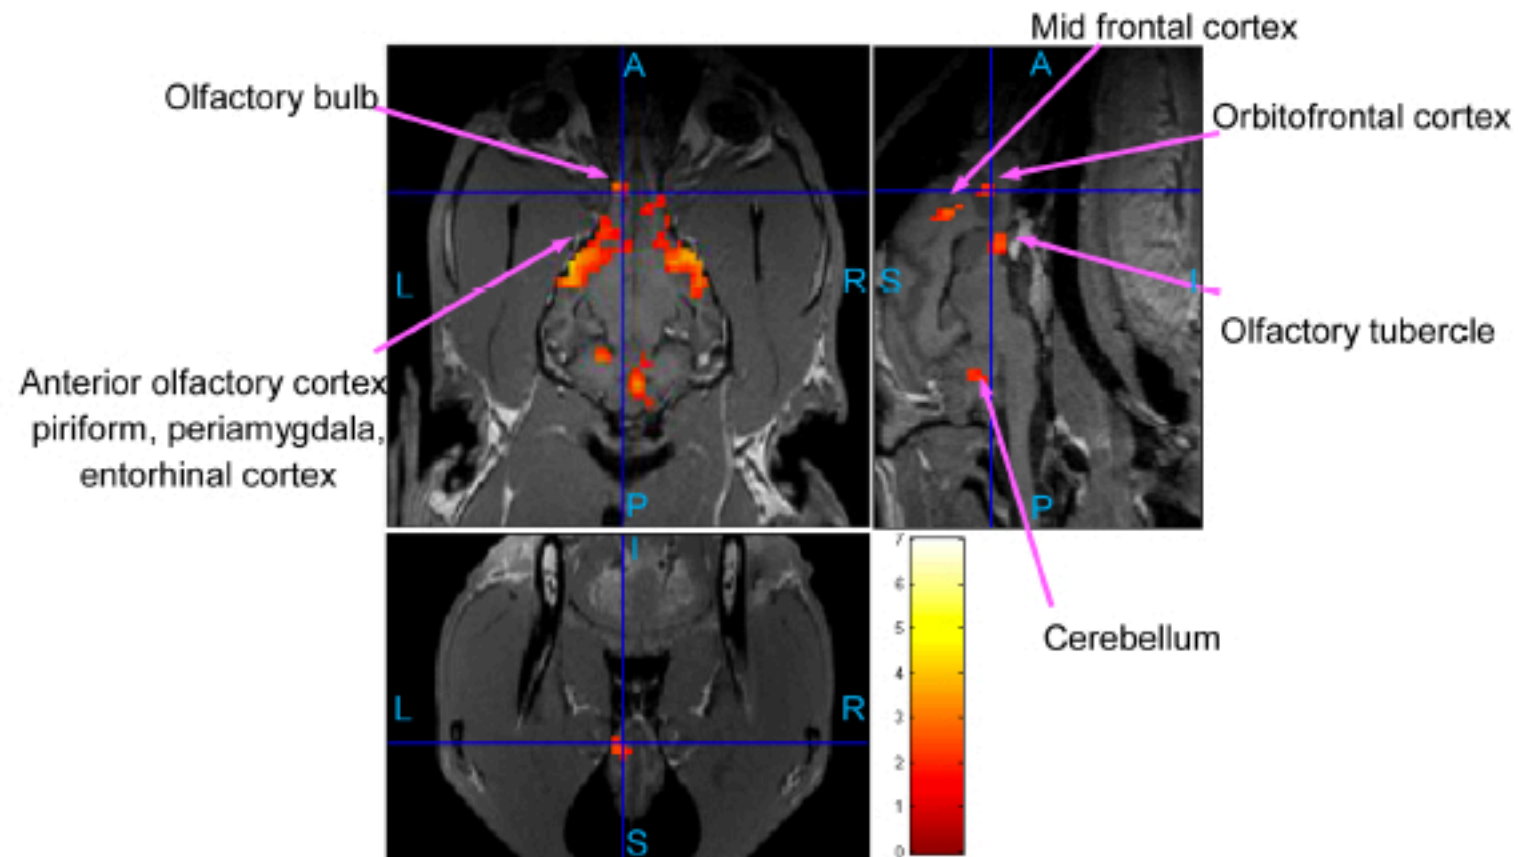 Mid frontal cortex
A
A
Olfactory bulb
Orbitofrontal cortex
L
R
S
I
Olfactory tubercle
Anterior olfactory cortex
piriform, periamygdala,
entorhinal cortex
P
P
I
7
6
5
4
3
2
1
0
Cerebellum
L
R
S